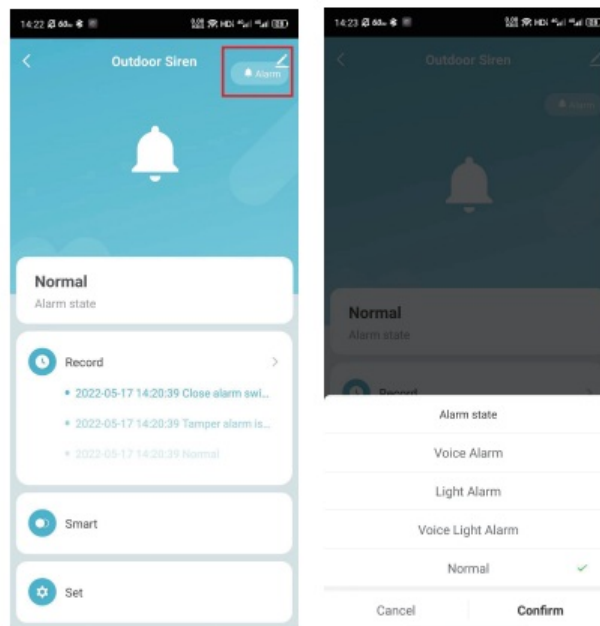 14:22
Outdoor Siren
Alarm
Normal
Alarm state
Record
2022-05-17 14:20:39 Close alarm swi...
2022-05-17 14:20:39 Tamper alarm is...
2022-05-17 14:20:39 Normal
Smart
Set
14:23
Outdoor Siren
Alarm
Normal
Alarm state
Record
Alarm state
Voice Alarm
Light Alarm
Voice Light Alarm
Normal
Cancel Confirm